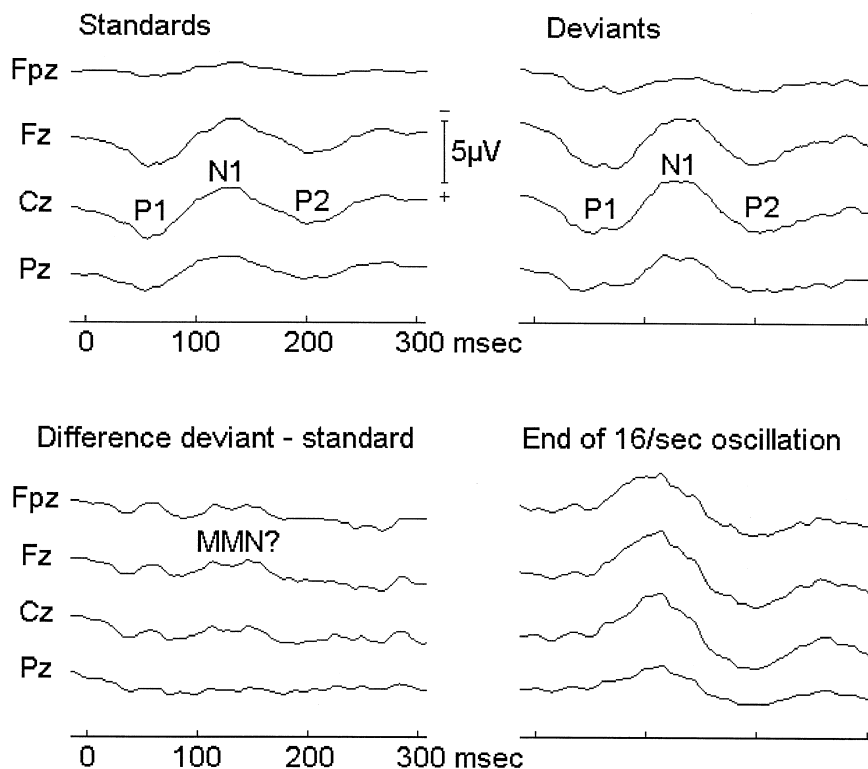 Standards
Deviants
Fpz
Fz
−
5µV
N1
N1
Cz
P1
P2
+
P1
P2
Pz
0 100 200 300 msec
Difference deviant - standard
End of 16/sec oscillation
Fpz
MMN?
Fz
Cz
Pz
0 100 200 300 msec